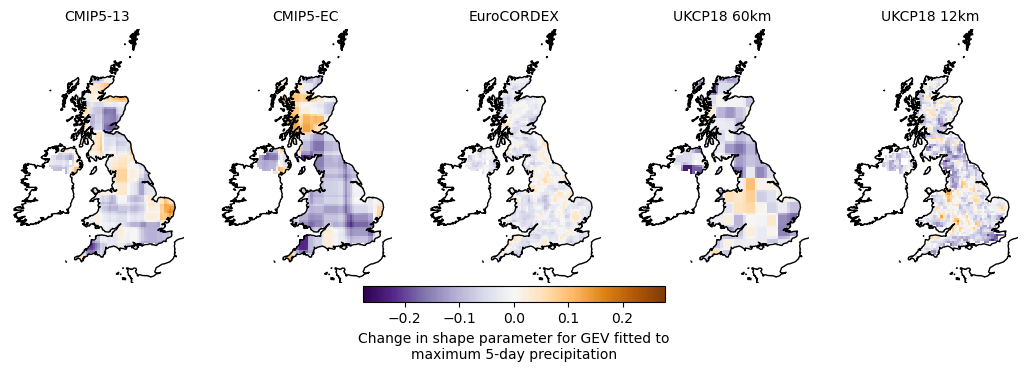 CMIP5-13
CMIP5-EC
EuroCORDEX
UKCP18 60km
UKCP18 12km
−0.2
−0.1
0.0
0.1
0.2
Change in shape parameter for GEV fitted to
maximum 5-day precipitation